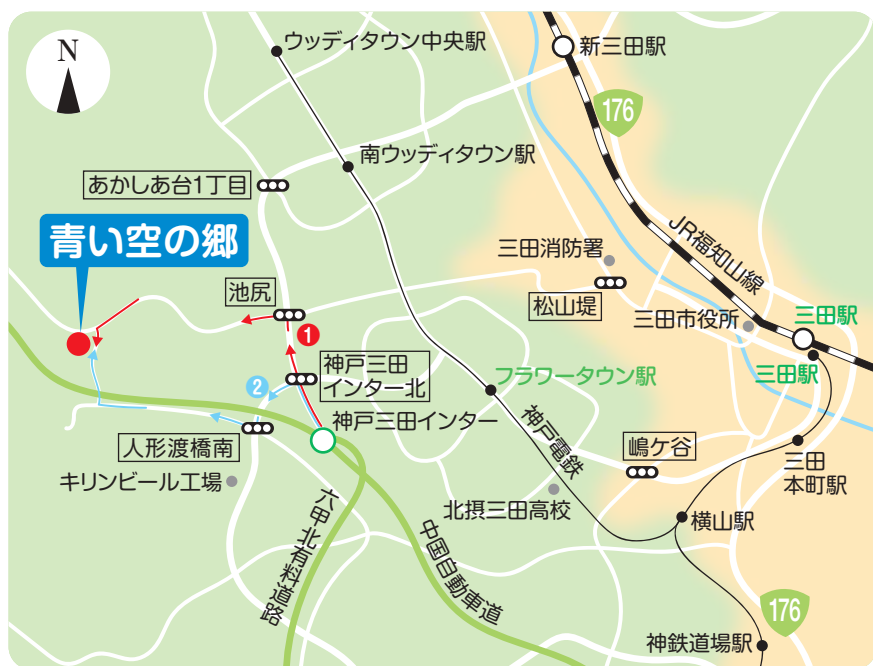 N
ウッディタウン中央駅
新三田駅
176
南ウッディタウン駅
あかしあ台1丁目
青い空の郷
JR福知山線
三田消防署
池尻
松山堤
三田市役所
三田駅
1
三田駅
神戸三田
インター北
2
フラワータウン駅
神戸三田インター
神戸電鉄
人形渡橋南
嶋ケ谷
三田
本町駅
キリンビール工場
北摂三田高校
横山駅
六甲北有料道路
中国自動車道
176
神鉄道場駅